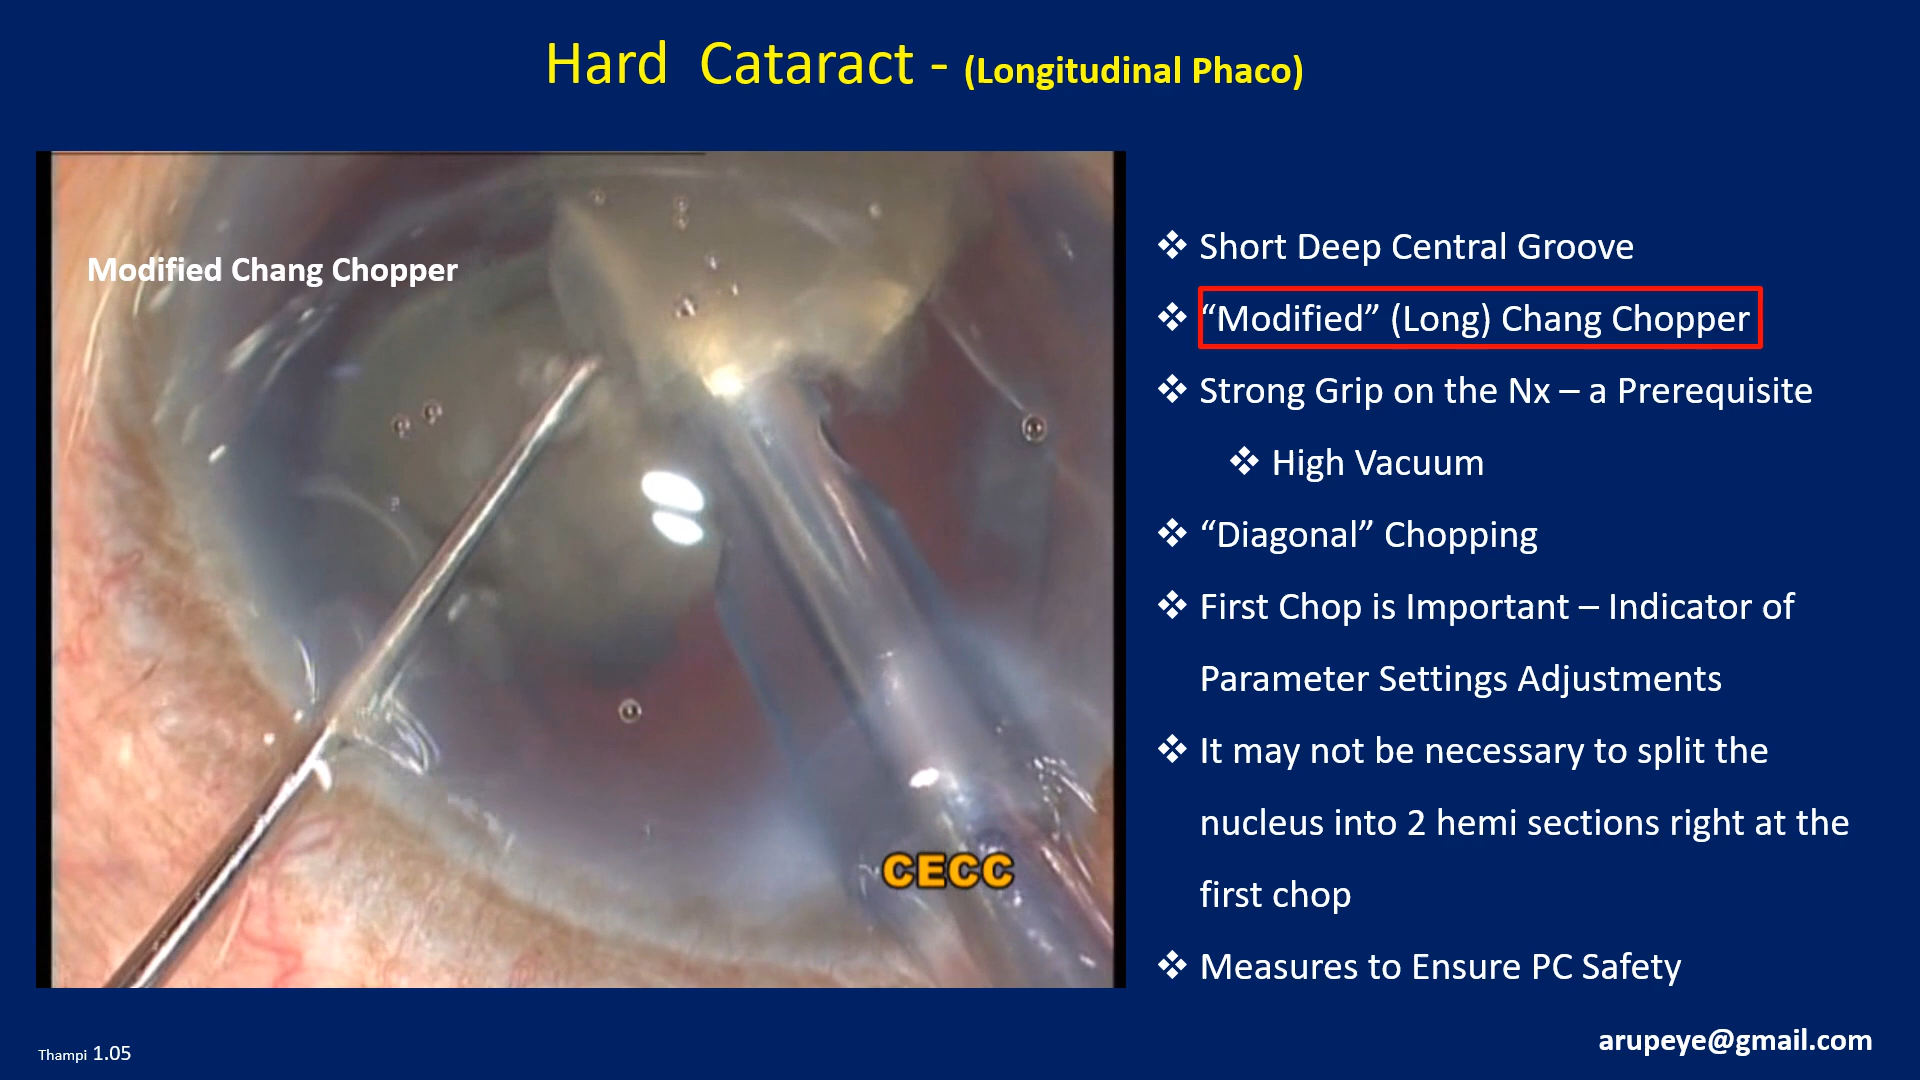 Hard Cataract - (Longitudinal Phaco)
Modified Chang Chopper
CECC
❖ Short Deep Central Groove
❖ “Modified” (Long) Chang Chopper
❖ Strong Grip on the Nx – a Prerequisite
❖ High Vacuum
❖ “Diagonal” Chopping
❖ First Chop is Important – Indicator of
Parameter Settings Adjustments
❖ It may not be necessary to split the
nucleus into 2 hemi sections right at the
first chop
❖ Measures to Ensure PC Safety
Thampi 1.05
arupeye@gmail.com